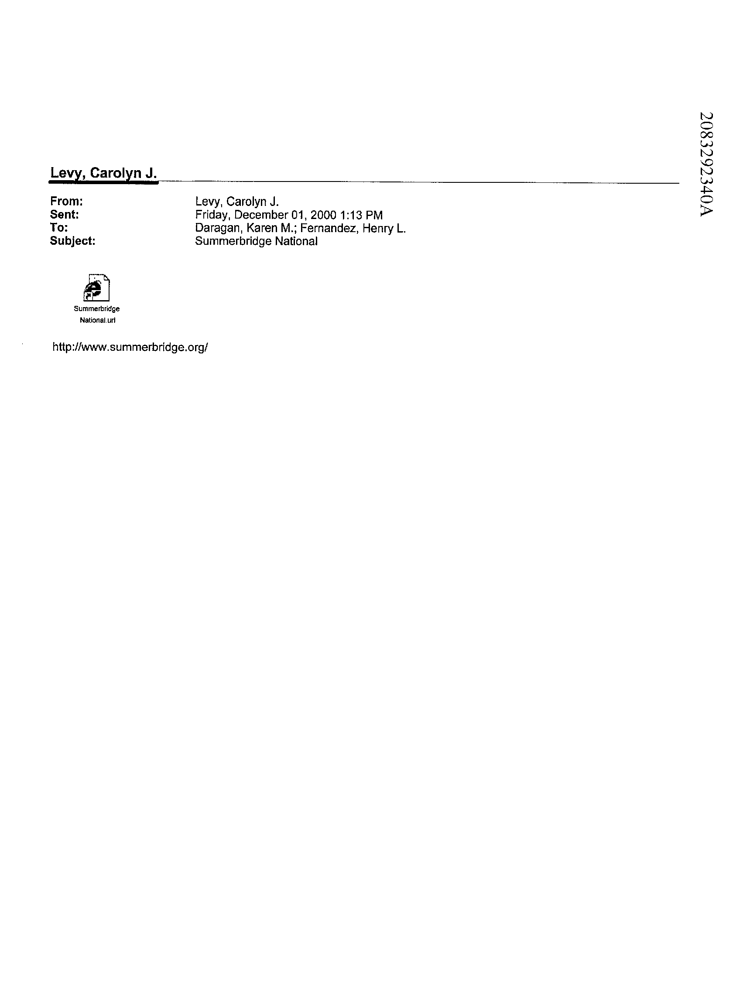 2083292340A
Levy, Carolyn J.
From: Levy, Carolyn J.
Sent: Friday, December 01, 2000 1:13 PM
To: Daragan, Karen M.; Fernandez, Henry L.
Subject: Summerbridge National
Summerbridge
National.url
http://www.summerbridge.org/